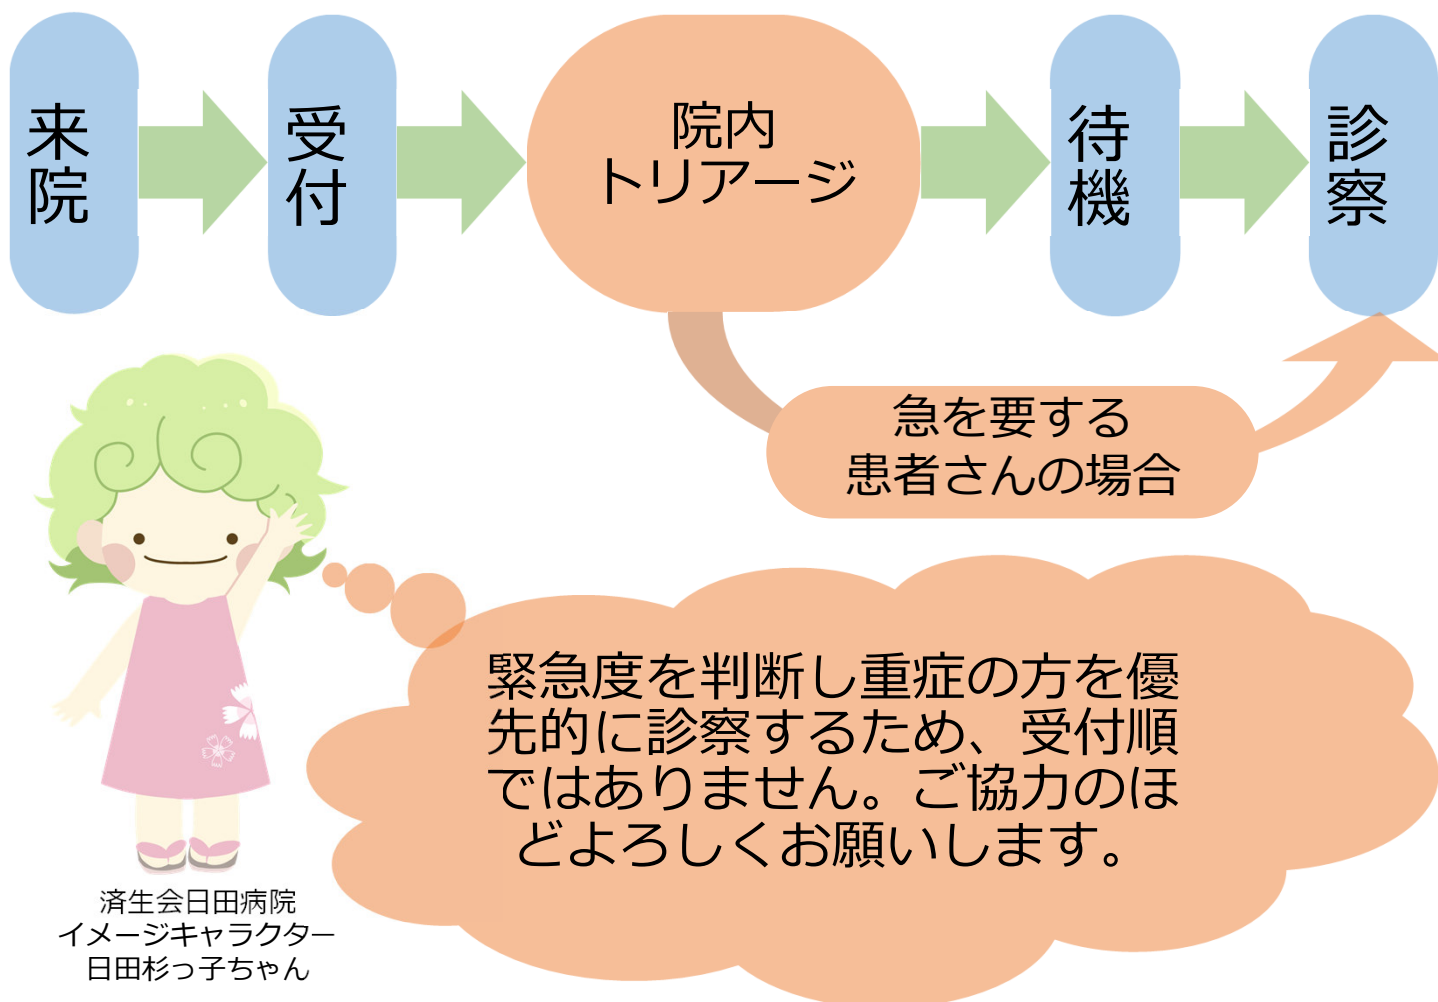 来院
受付
院内
トリアージ
待機
診察
急を要する
患者さんの場合
緊急度を判断し重症の方を優
先的に診察するため、受付順
ではありません。ご協力のほ
どよろしくお願いします。
済生会日田病院
イメージキャラクター
日田杉っ子ちゃん